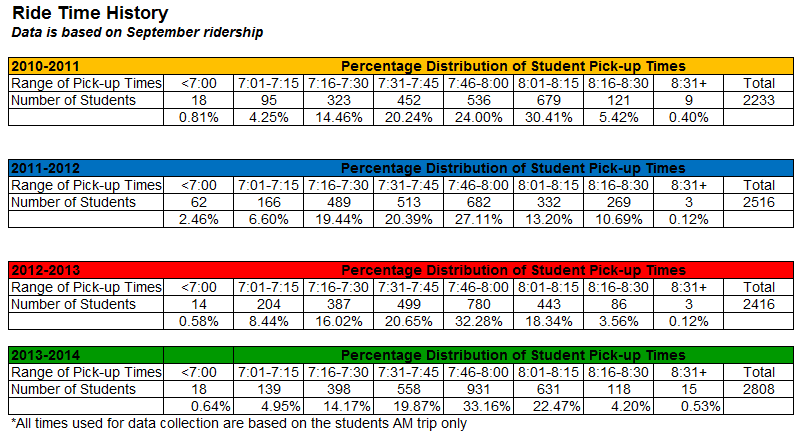 Ride Time History
Data is based on September ridership
2010-2011 Percentage Distribution of Student Pick-up Times
Range of Pick-up Times <7:00 7:01-7:15 7:16-7:30 7:31-7:45 7:46-8:00 8:01-8:15 8:16-8:30 8:31+ Total
Number of Students 18 95 323 452 536 679 121 9 2233
0.81% 4.25% 14.46% 20.24% 24.00% 30.41% 5.42% 0.40%
2011-2012 Percentage Distribution of Student Pick-up Times
Range of Pick-up Times <7:00 7:01-7:15 7:16-7:30 7:31-7:45 7:46-8:00 8:01-8:15 8:16-8:30 8:31+ Total
Number of Students 62 166 489 513 682 332 269 3 2516
2.46% 6.60% 19.44% 20.39% 27.11% 13.20% 10.69% 0.12%
2012-2013 Percentage Distribution of Student Pick-up Times
Range of Pick-up Times <7:00 7:01-7:15 7:16-7:30 7:31-7:45 7:46-8:00 8:01-8:15 8:16-8:30 8:31+ Total
Number of Students 14 204 387 499 780 443 86 3 2416
0.58% 8.44% 16.02% 20.65% 32.28% 18.34% 3.56% 0.12%
2013-2014 Percentage Distribution of Student Pick-up Times
Range of Pick-up Times <7:00 7:01-7:15 7:16-7:30 7:31-7:45 7:46-8:00 8:01-8:15 8:16-8:30 8:31+ Total
Number of Students 18 139 398 558 931 631 118 15 2808
0.64% 4.95% 14.17% 19.87% 33.16% 22.47% 4.20% 0.53%
*All times used for data collection are based on the students AM trip only